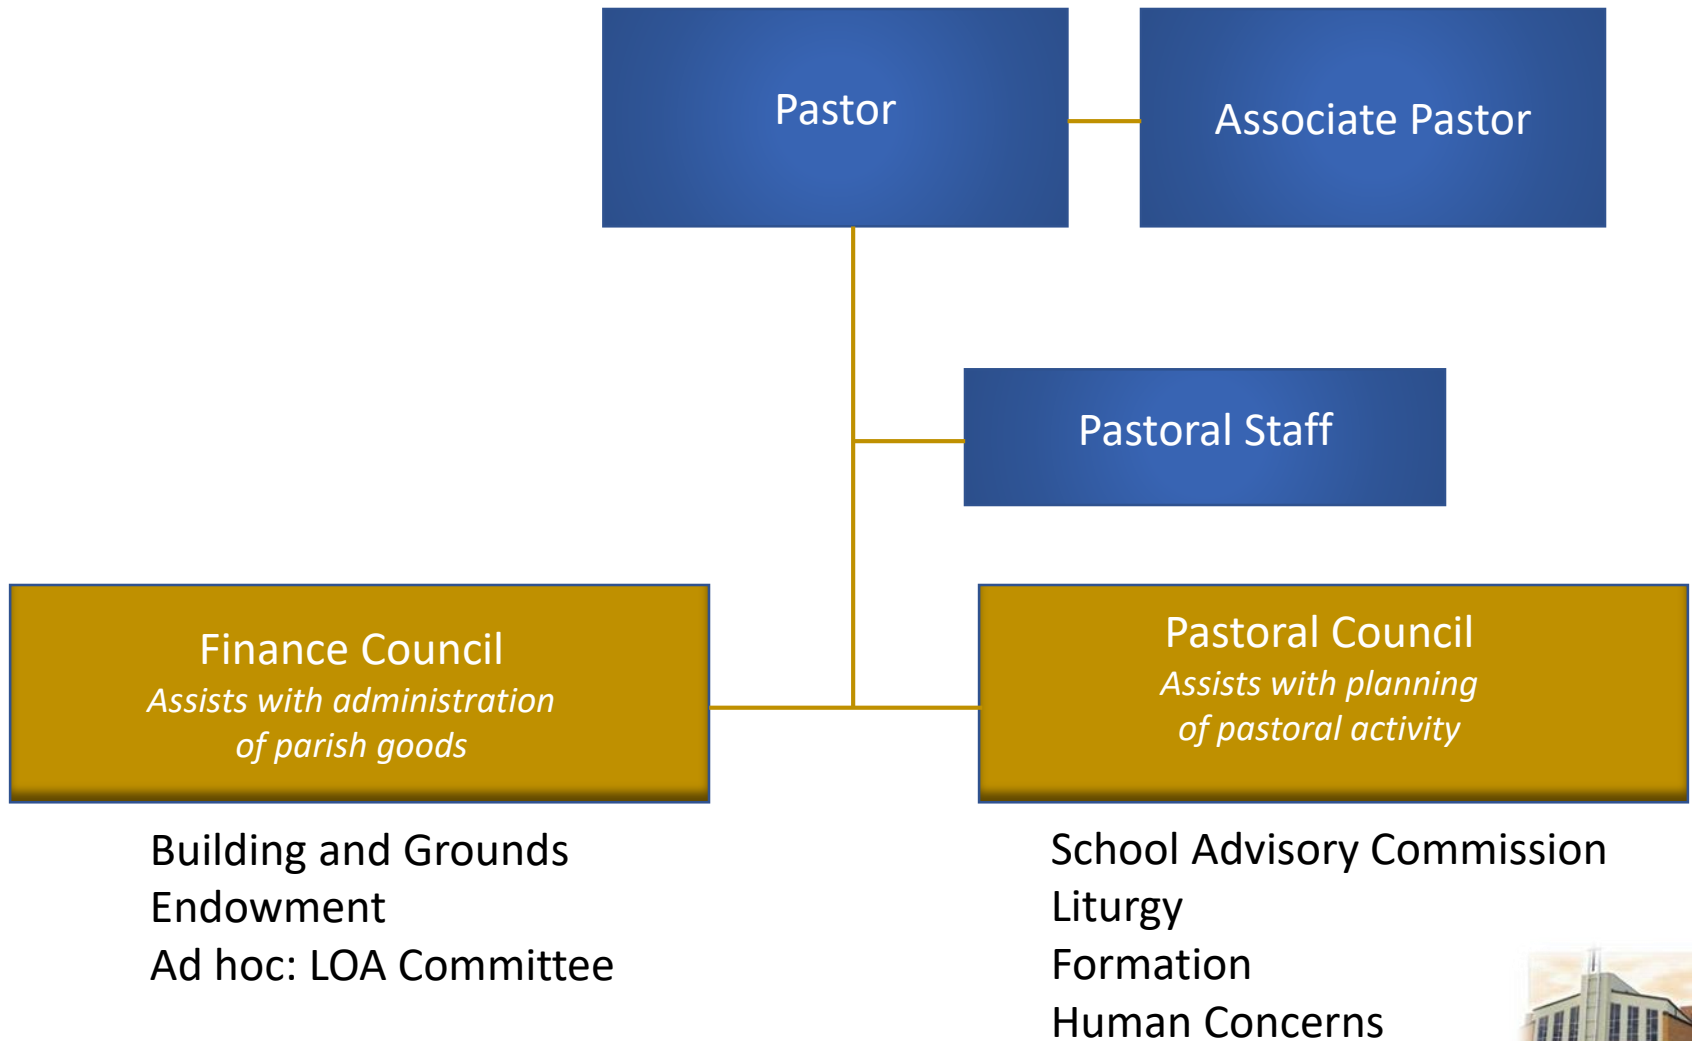 Pastor
Associate Pastor
Pastoral Staff
Finance Council
Assists with administration
of parish goods
Pastoral Council
Assists with planning
of pastoral activity
Building and Grounds
Endowment
Ad hoc: LOA Committee
School Advisory Commission
Liturgy
Formation
Human Concerns